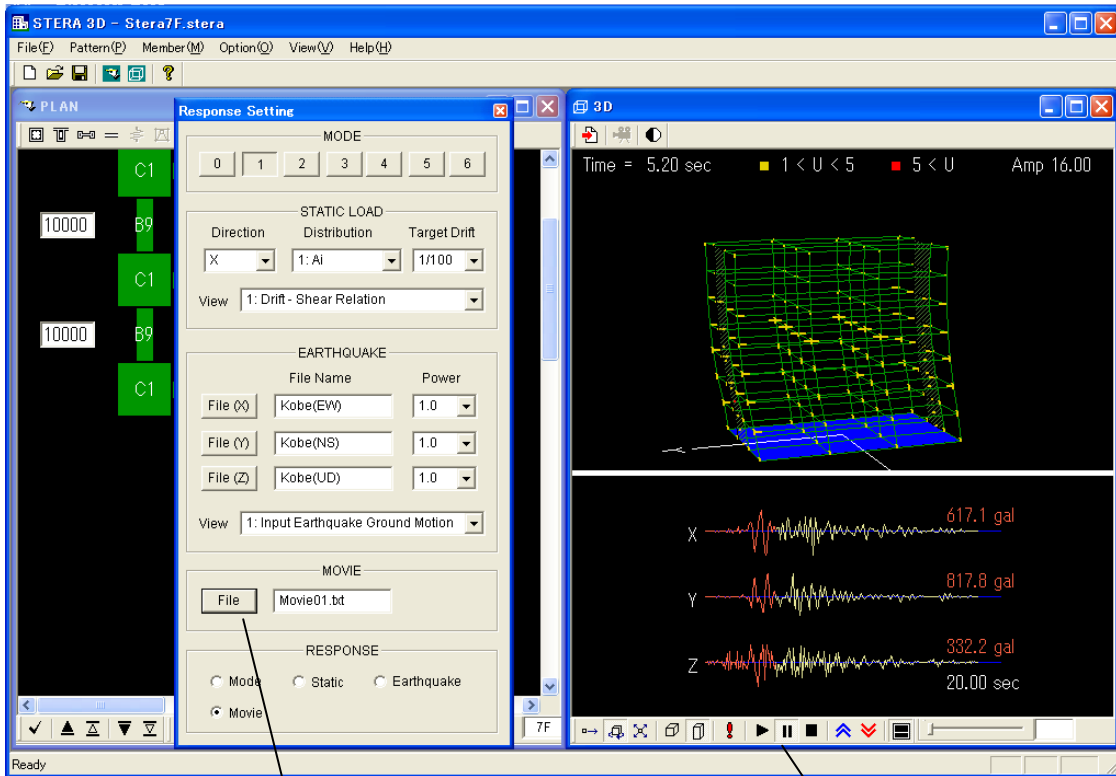 STERA 3D - Stera7F.stera
File(F) Pattern(P) Member(M) Option(O) View(V) Help(H)
PLAN
C1
10000 B9
C1
10000 B9
C1
7F
Response Setting
MODE
0 1 2 3 4 5 6
STATIC LOAD
Direction Distribution Target Drift
X 1: Ai 1/100
View 1: Drift - Shear Relation
EARTHQUAKE
File Name Power
File (X) Kobe(EW) 1.0
File (Y) Kobe(NS) 1.0
File (Z) Kobe(UD) 1.0
View 1: Input Earthquake Ground Motion
MOVIE
File Movie01.txt
RESPONSE
Mode Static Earthquake
Movie
3D
Time = 5.20 sec 1 < U < 5 5 < U Amp 16.00
617.1 gal
X
817.8 gal
Y
332.2 gal
Z
20.00 sec
Ready